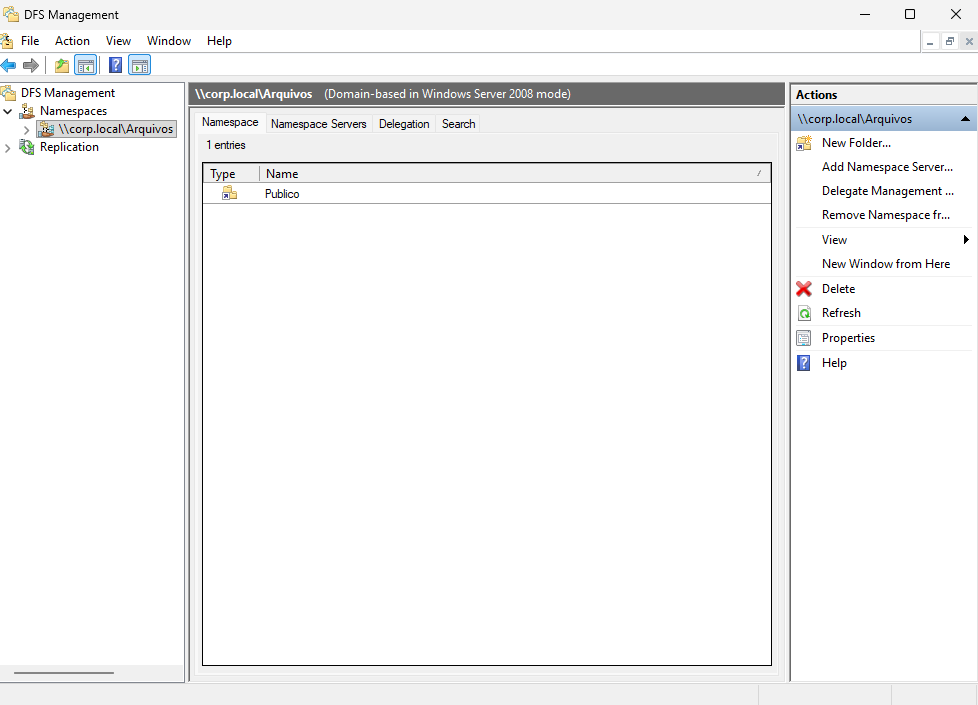 DFS Management
File Action View Window Help
DFS Management
Namespaces
\\corp.local\Arquivos
Replication
\\corp.local\Arquivos (Domain-based in Windows Server 2008 mode)
Namespace Namespace Servers Delegation Search
1 entries
Type Name
Publico
Actions
\\corp.local\Arquivos
New Folder...
Add Namespace Server...
Delegate Management ...
Remove Namespace fr...
View
New Window from Here
Delete
Refresh
Properties
Help